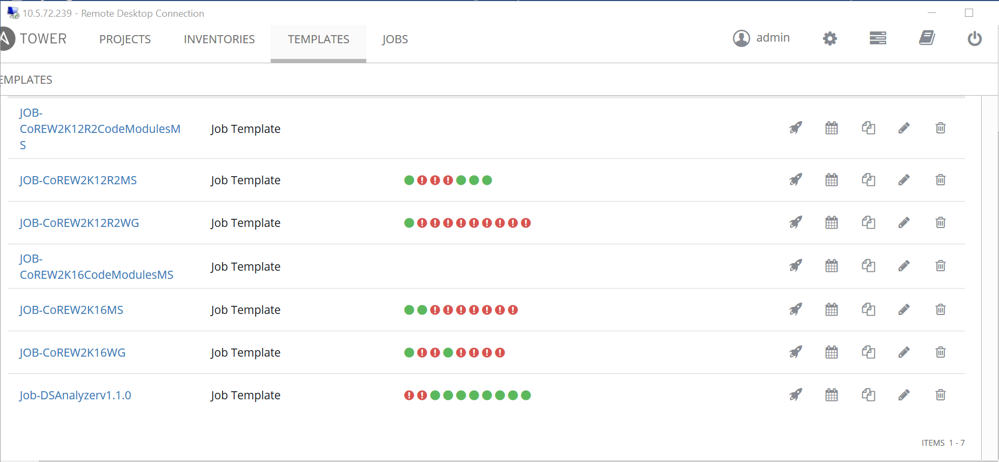 10.5.72.239 - Remote Desktop Connection
TOWER PROJECTS INVENTORIES TEMPLATES JOBS admin
EMPLATES
JOB-
CoREW2K12R2CodeModulesM
S
Job Template
JOB-CoREW2K12R2MS Job Template
JOB-CoREW2K12R2WG Job Template
JOB-
CoREW2K16CodeModulesMS
Job Template
JOB-CoREW2K16MS Job Template
JOB-CoREW2K16WG Job Template
Job-DSAnalyzerv1.1.0 Job Template
ITEMS 1 - 7